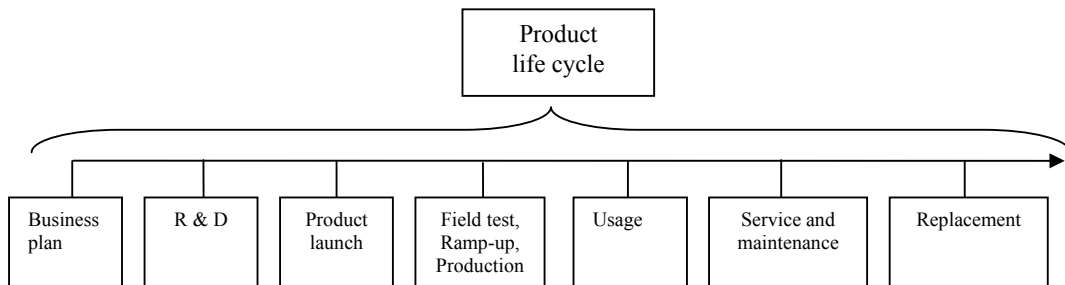 Product
life cycle
Business
plan
R & D
Product
launch
Field test,
Ramp-up,
Production
Usage
Service and
maintenance
Replacement